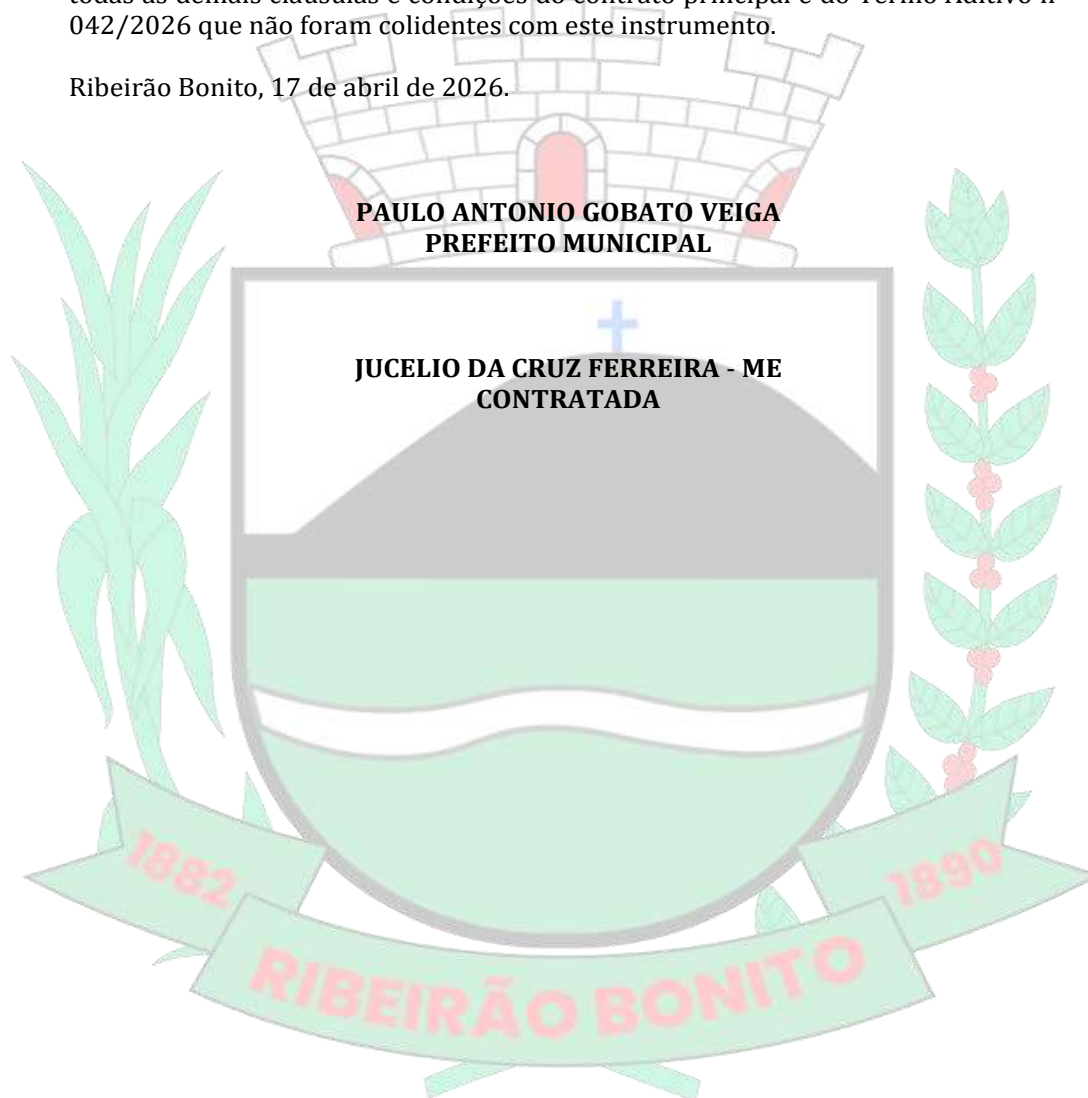 todas as demais cláusulas e condições do contrato principal e do Termo Aditivo n
042/2026 que não foram colidentes com este instrumento.
Ribeirão Bonito, 17 de abril de 2026.
PAULO ANTONIO GOBATO VEIGA
PREFEITO MUNICIPAL
JUCELIO DA CRUZ FERREIRA - ME
CONTRATADA
1882
1890
RIBEIRÃO BONITO